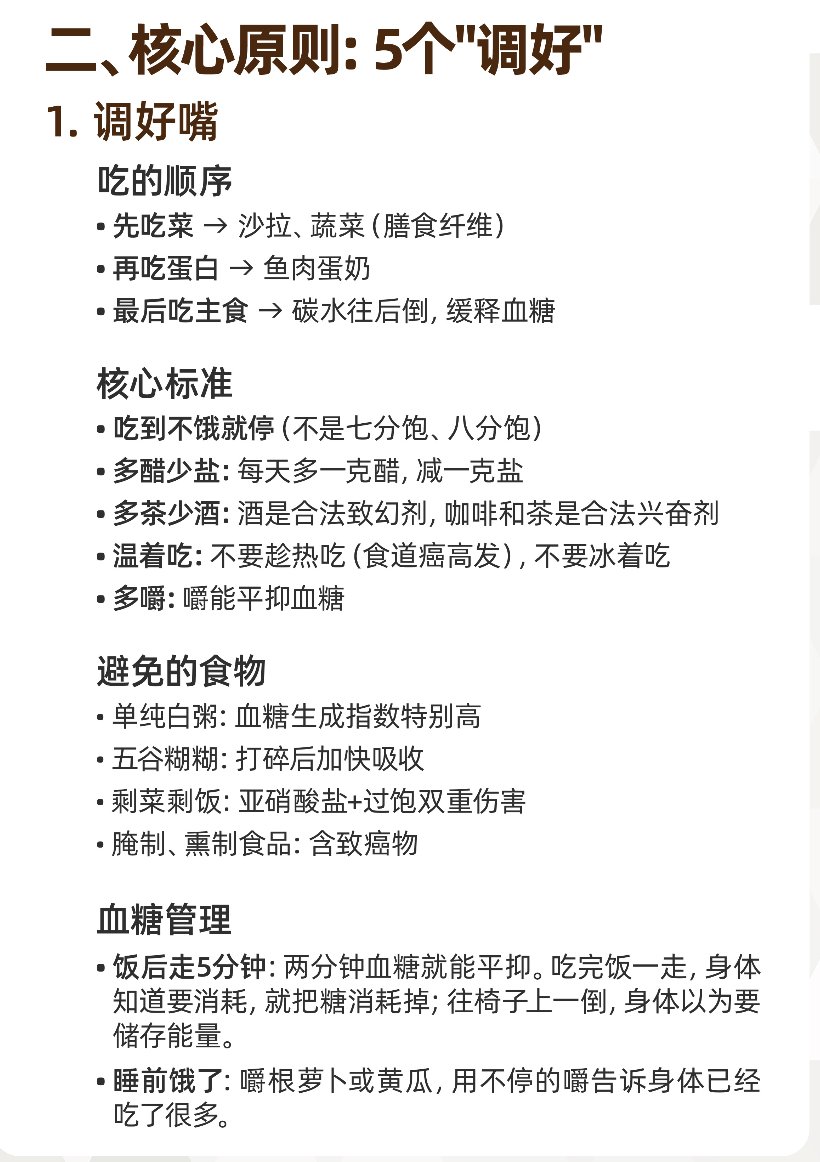 二、核心原则：5个"调好"
1. 调好嘴
吃的顺序
• 先吃菜 → 沙拉、蔬菜（膳食纤维）
• 再吃蛋白 → 鱼肉蛋奶
• 最后吃主食 → 碳水往后倒，缓释血糖
核心标准
• 吃到不饿就停（不是七分饱、八分饱）
• 多醋少盐：每天多一克醋，减一克盐
• 多茶少酒：酒是合法致幻剂，咖啡和茶是合法兴奋剂
• 温着吃：不要趁热吃（食道癌高发），不要冰着吃
• 多嚼：嚼能平抑血糖
避免的食物
• 单纯白粥：血糖生成指数特别高
• 五谷糊糊：打碎后加快吸收
• 剩菜剩饭：亚硝酸盐+过饱双重伤害
• 腌制、熏制食品：含致癌物
血糖管理
• 饭后走5分钟：两分钟血糖就能平抑。吃完饭一走，身体
知道要消耗，就把糖消耗掉；往椅子上一倒，身体以为要
储存能量。
• 睡前饿了：嚼根萝卜或黄瓜，用不停的嚼告诉身体已经
吃了很多。